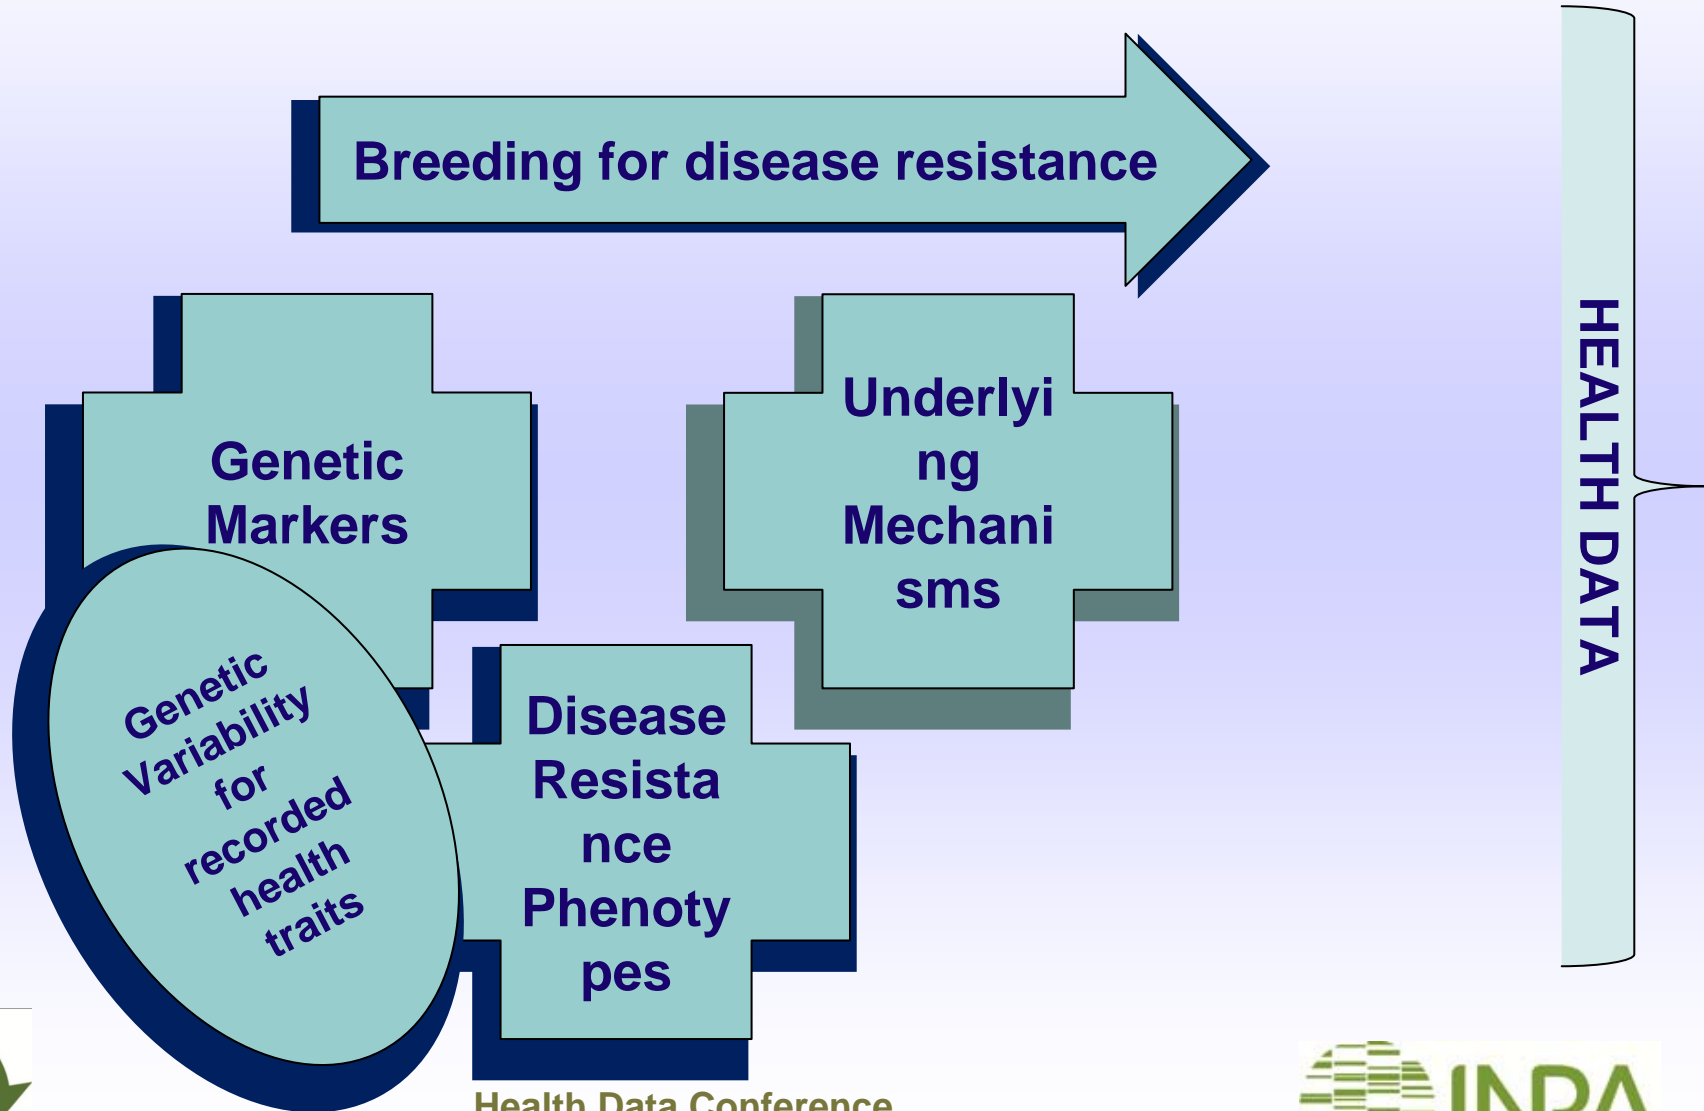 Breeding for disease resistance
Genetic
Markers
Underlyi
ng
Mechani
sms
HEALTH DATA
Genetic
Variability
for
recorded
health
traits
Disease
Resista
nce
Phenoty
pes
Health Data Conference